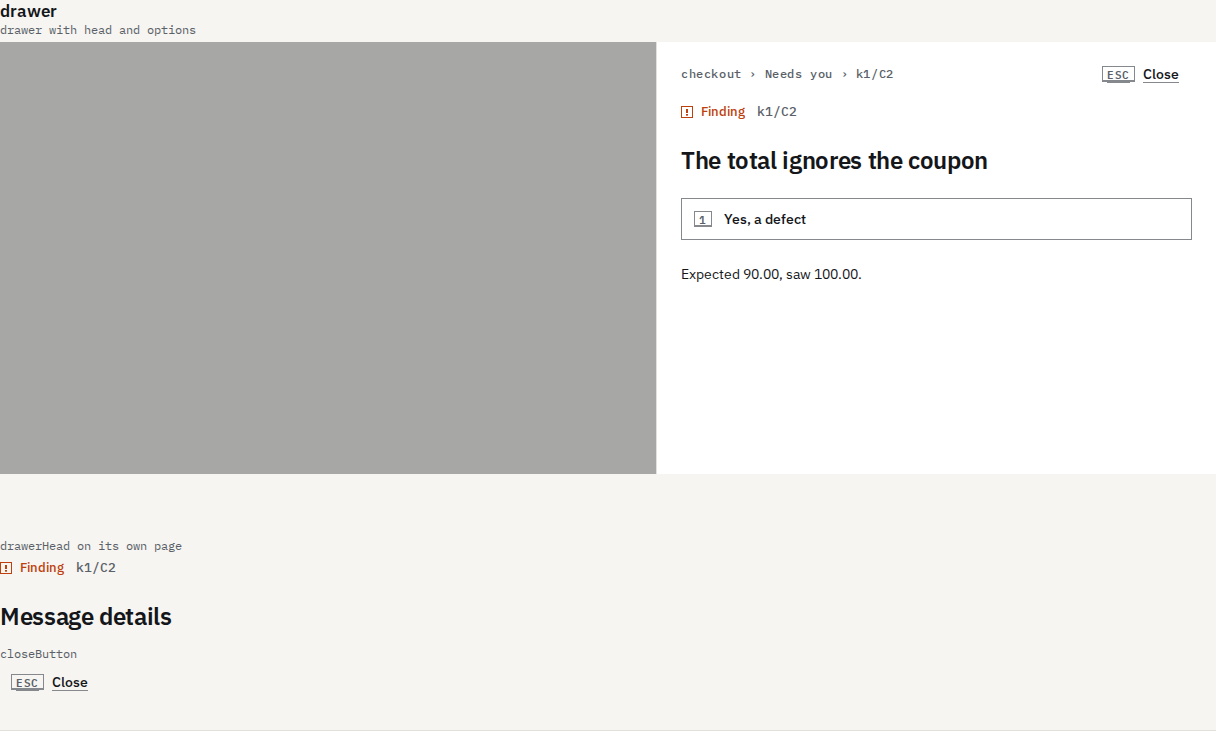 drawer
drawer with head and options
checkout › Needs you › k1/C2 ESC Close
! Finding k1/C2
The total ignores the coupon
1 Yes, a defect
Expected 90.00, saw 100.00.
drawerHead on its own page
! Finding k1/C2
Message details
closeButton
ESC Close